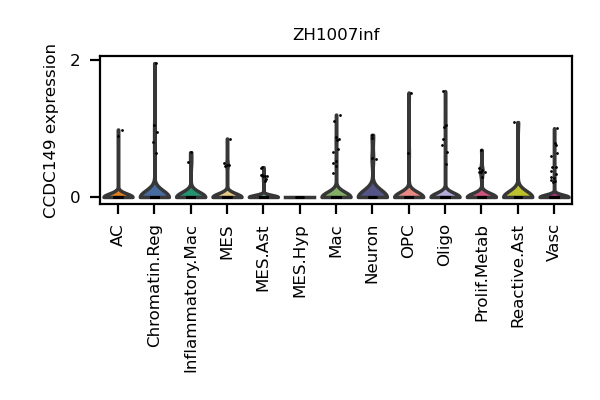 ZH1007inf
CCDC149 expression
2
0
AC
Chromatin.Reg
Inflammatory.Mac
MES
MES.Ast
MES.Hyp
Mac
Neuron
OPC
Oligo
Prolif.Metab
Reactive.Ast
Vasc